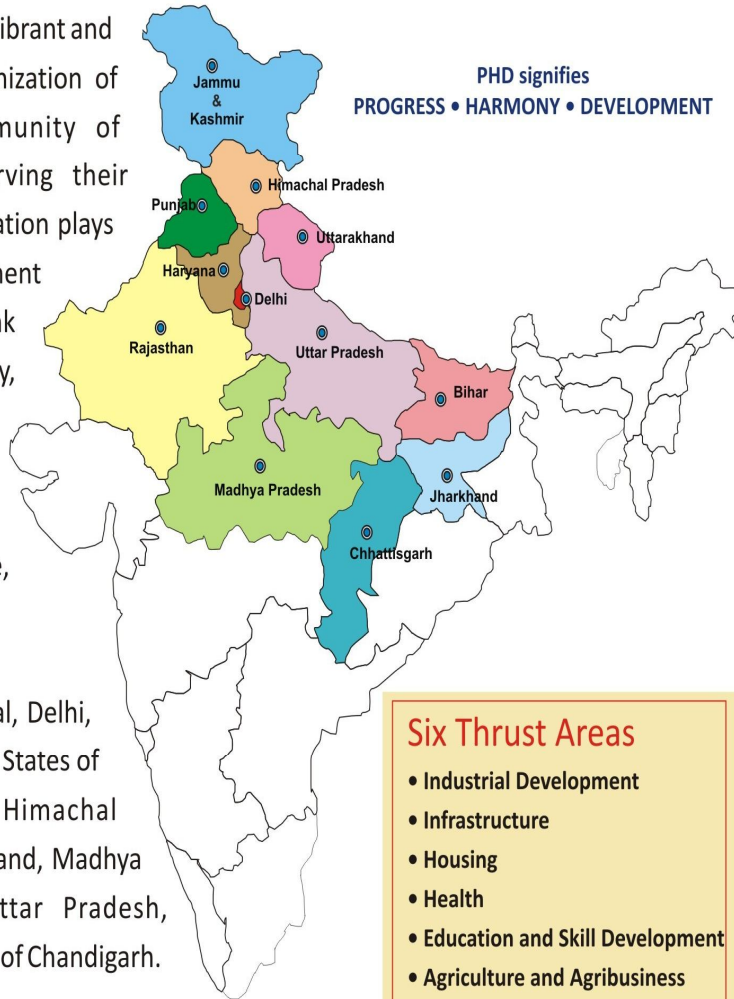 ibrant and
nization of
munity of
rving their
ation plays
ment
nk
y,
e,
al, Delhi,
States of
Himachal
and, Madhya
ttar Pradesh,
of Chandigarh.
PHD signifies
PROGRESS • HARMONY • DEVELOPMENT
Jammu
&
Kashmir
Himachal Pradesh
Punjab
Uttarakhand
Haryana
Delhi
Rajasthan
Uttar Pradesh
Bihar
Madhya Pradesh
Jharkhand
Chhattisgarh
Six Thrust Areas
• Industrial Development
• Infrastructure
• Housing
• Health
• Education and Skill Development
• Agriculture and Agribusiness